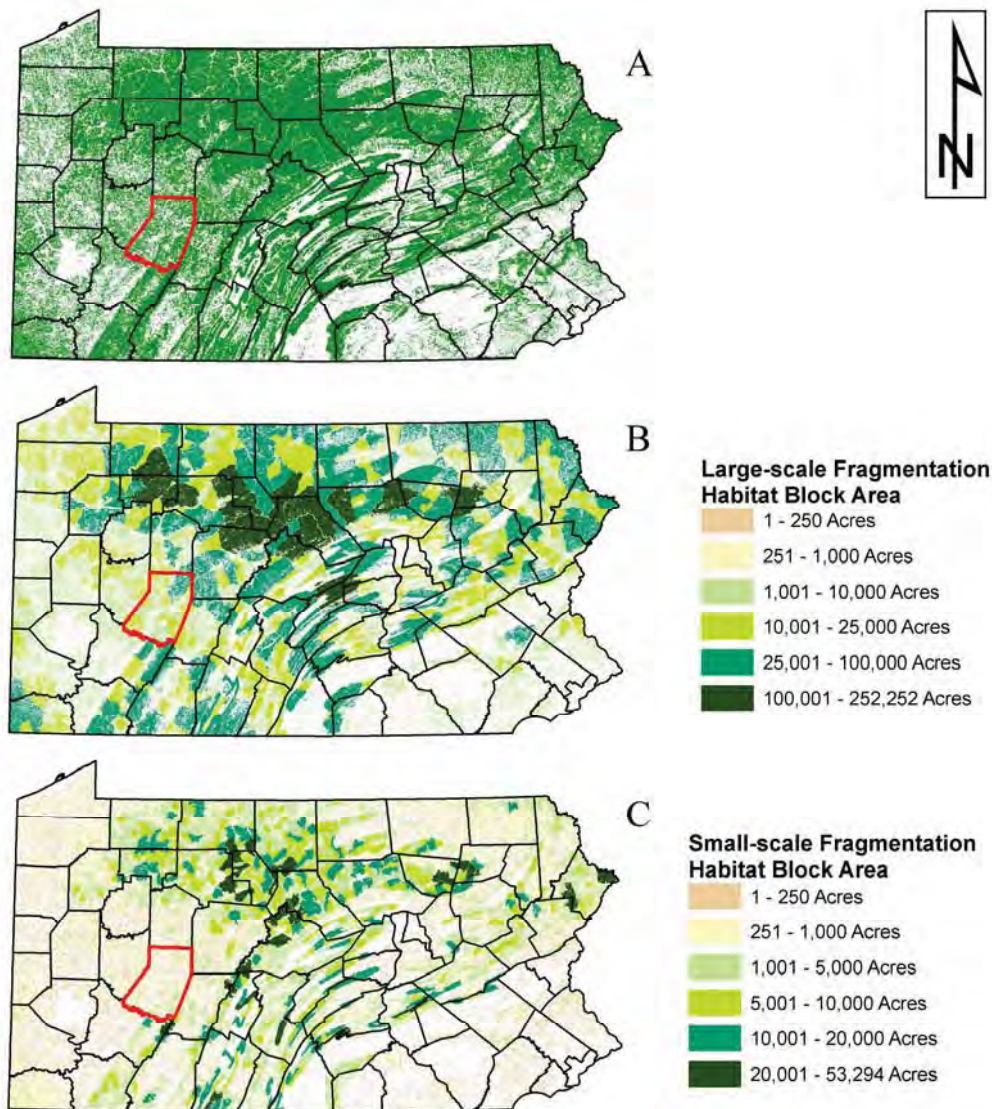 A
N
B
Large-scale Fragmentation
Habitat Block Area
1 - 250 Acres
251 - 1,000 Acres
1,001 - 10,000 Acres
10,001 - 25,000 Acres
25,001 - 100,000 Acres
100,001 - 252,252 Acres
C
Small-scale Fragmentation
Habitat Block Area
1 - 250 Acres
251 - 1,000 Acres
1,001 - 5,000 Acres
5,001 - 10,000 Acres
10,001 - 20,000 Acres
20,001 - 53,294 Acres